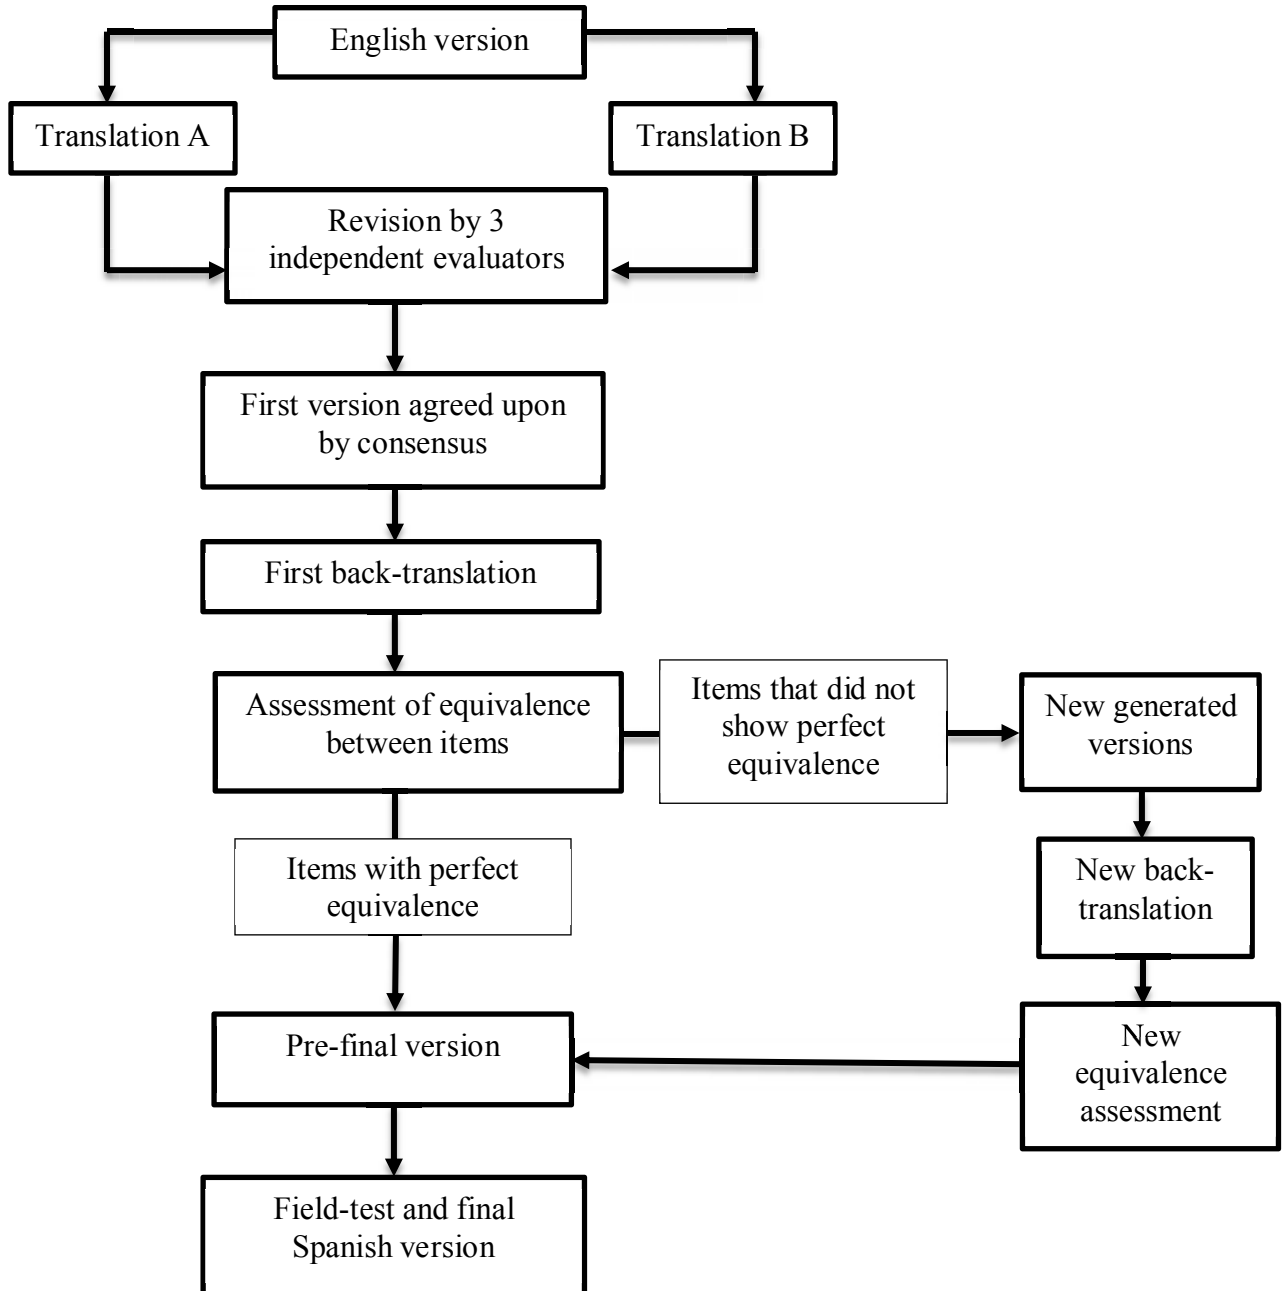 English version
Translation A
Translation B
Revision by 3
independent evaluators
First version agreed upon
by consensus
First back-translation
Assessment of equivalence
between items
Items that did not
show perfect
equivalence
New generated
versions
Items with perfect
equivalence
New back-
translation
Pre-final version
New
equivalence
assessment
Field-test and final
Spanish version